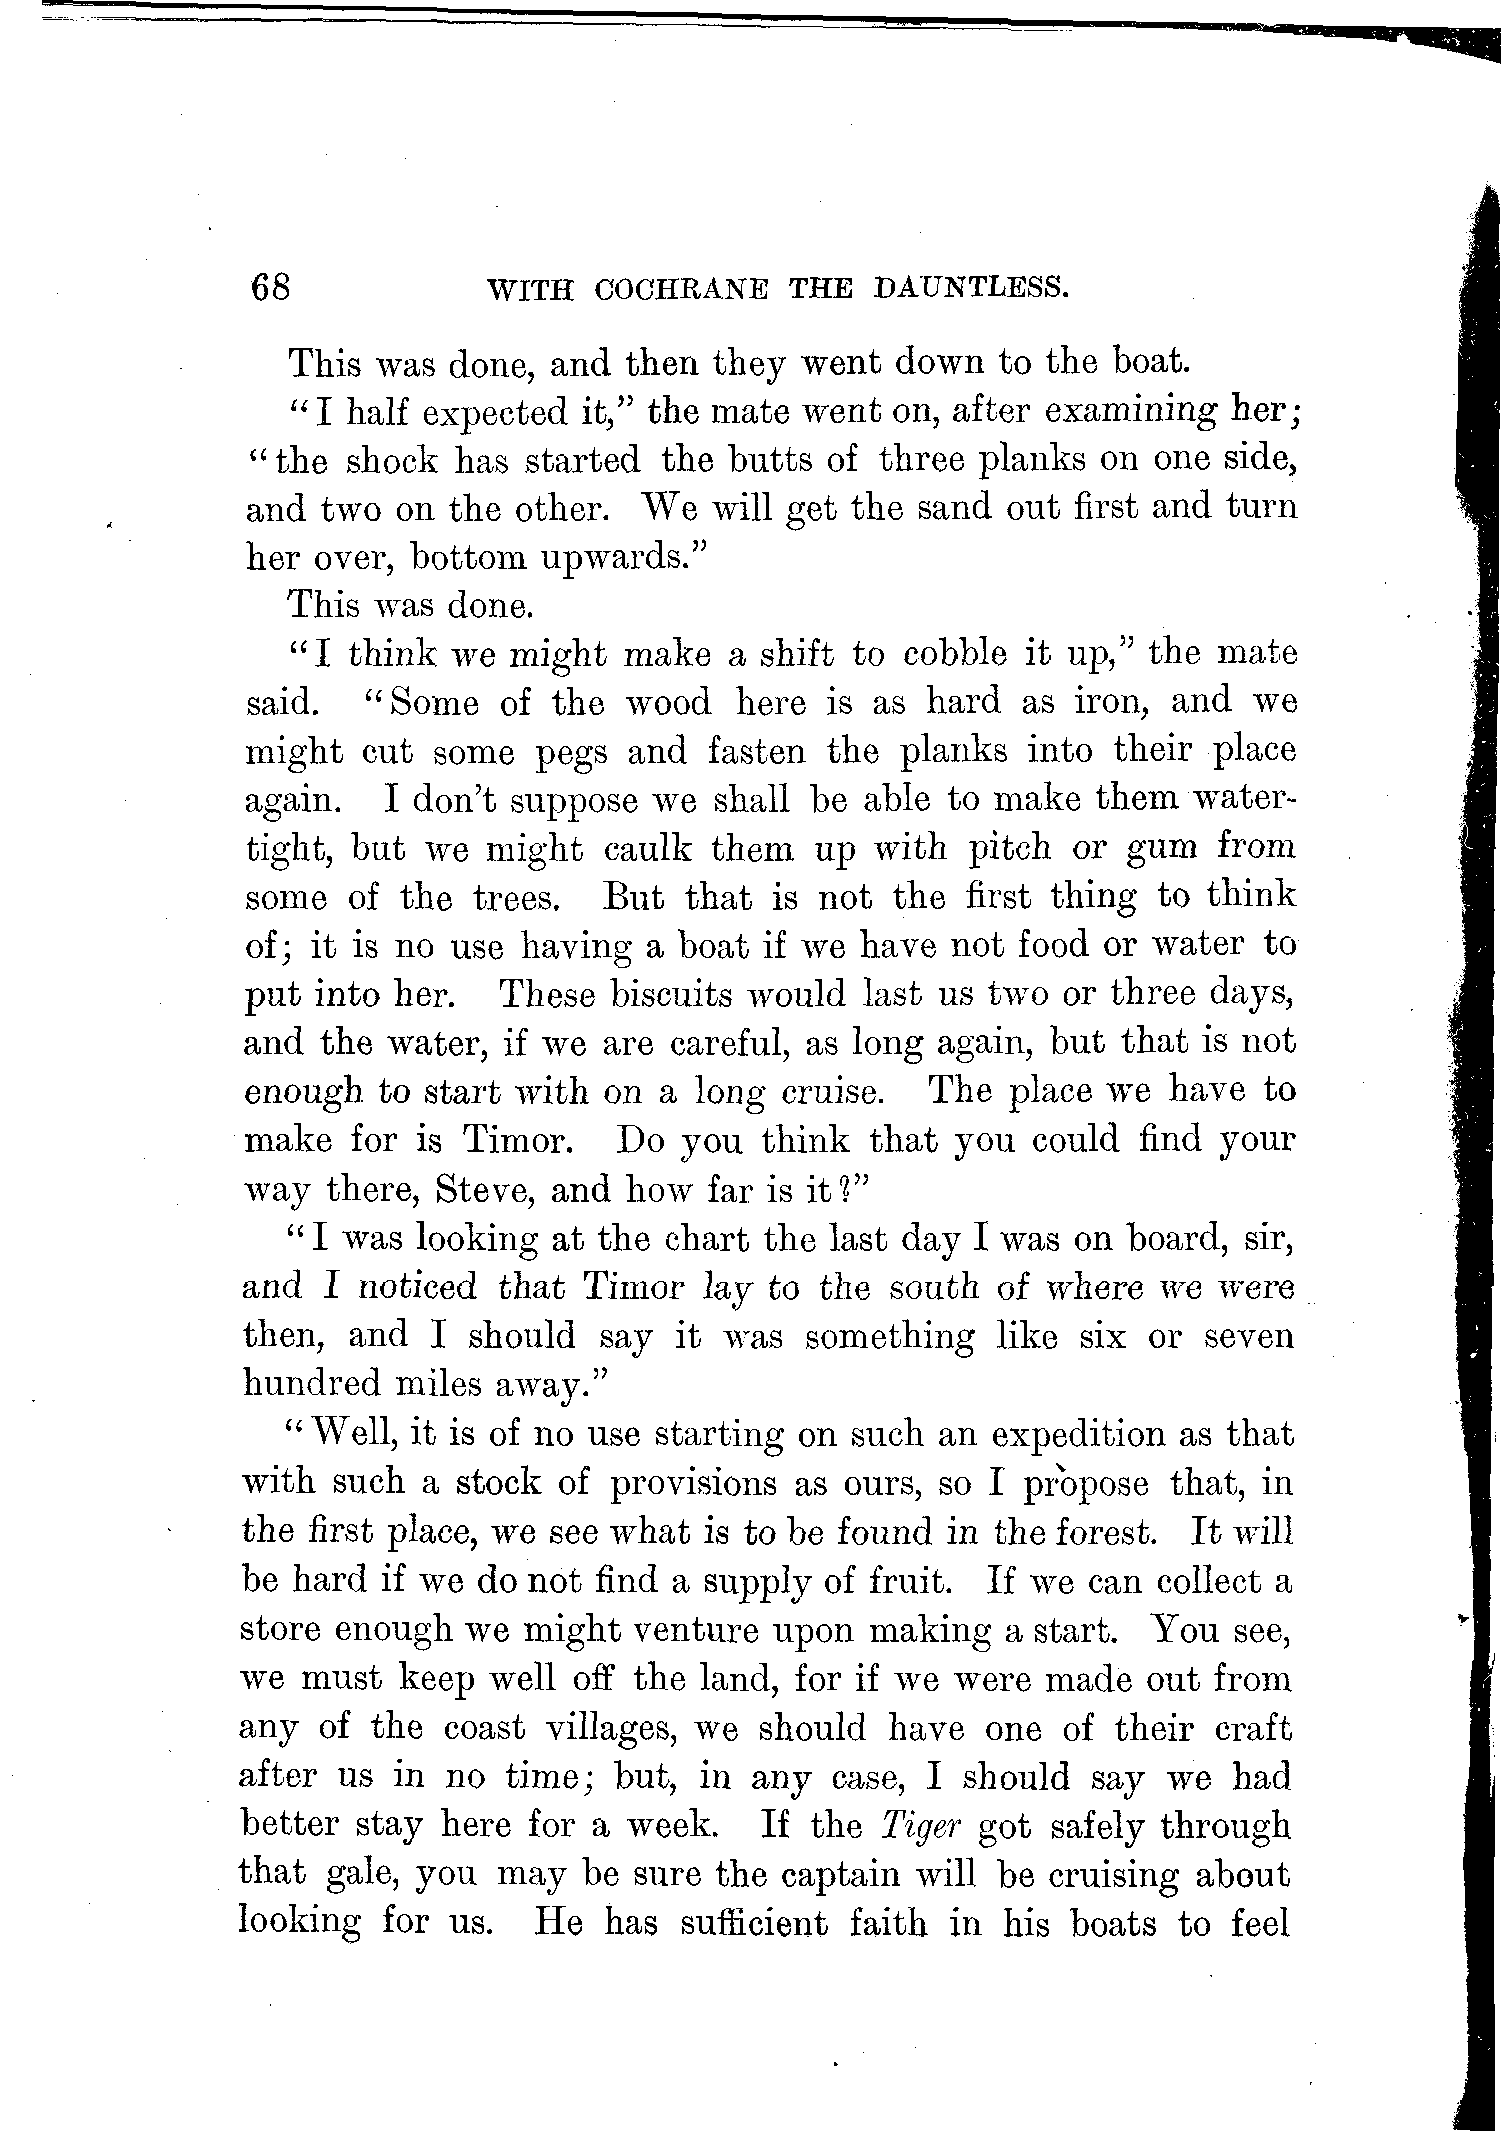 68 WITH COCHRANE THE DAUNTLESS.
This was done, and then they went down to the boat.
"I half expected it," the mate went on, after examining her;
"the shock has started the butts of three planks on one side,
and two on the other. We will get the sand out first and turn
her over, bottom upwards."
This was done.
"I think we might make a shift to cobble it up," the mate
said. "Some of the wood here is as hard as iron, and we
might cut some pegs and fasten the planks into their place
again. I don't suppose we shall be able to make them water-
tight, but we might caulk them up with pitch or gum from
some of the trees. But that is not the first thing to think
of; it is no use having a boat if we have not food or water to
put into her. These biscuits would last us two or three days,
and the water, if we are careful, as long again, but that is not
enough to start with on a long cruise. The place we have to
make for is Timor. Do you think that you could find your
way there, Steve, and how far is it?"
"I was looking at the chart the last day I was on board, sir,
and I noticed that Timor lay to the south of where we were
then, and I should say it was something like six or seven
hundred miles away."
"Well, it is of no use starting on such an expedition as that
with such a stock of provisions as ours, so I propose that, in
the first place, we see what is to be found in the forest. It will
be hard if we do not find a supply of fruit. If we can collect a
store enough we might venture upon making a start. You see,
we must keep well off the land, for if we were made out from
any of the coast villages, we should have one of their craft
after us in no time; but, in any case, I should say we had
better stay here for a week. If the Tiger got safely through
that gale, you may be sure the captain will be cruising about
looking for us. He has sufficient faith in his boats to feel